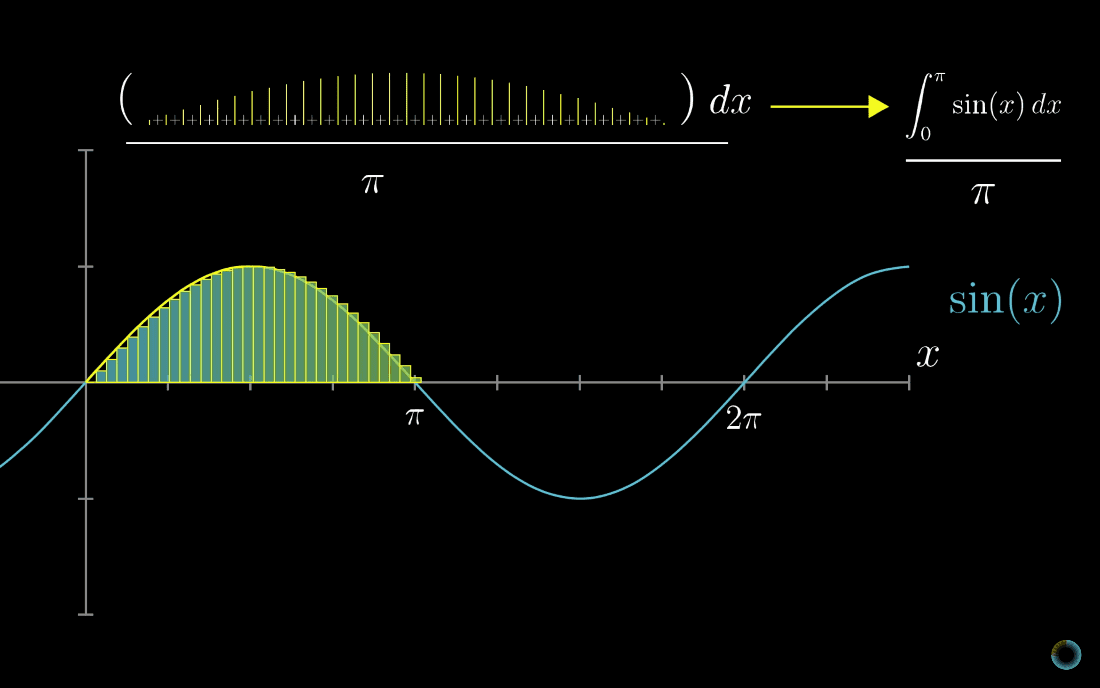 ( + + + + + + + + + + + + + + + + + + + + + + + + + + + + + + ) dx
π
∫₀^π sin(x) dx
π
sin(x)
x
π
2π